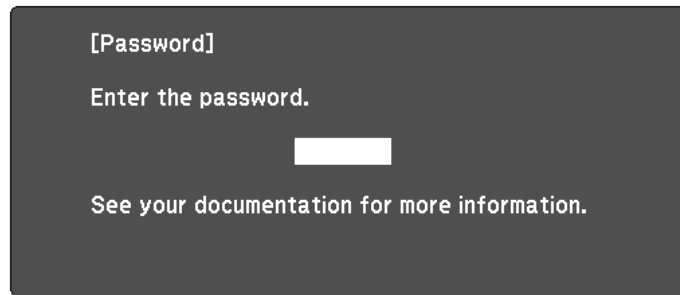 [Password]
Enter the password.
See your documentation for more information.